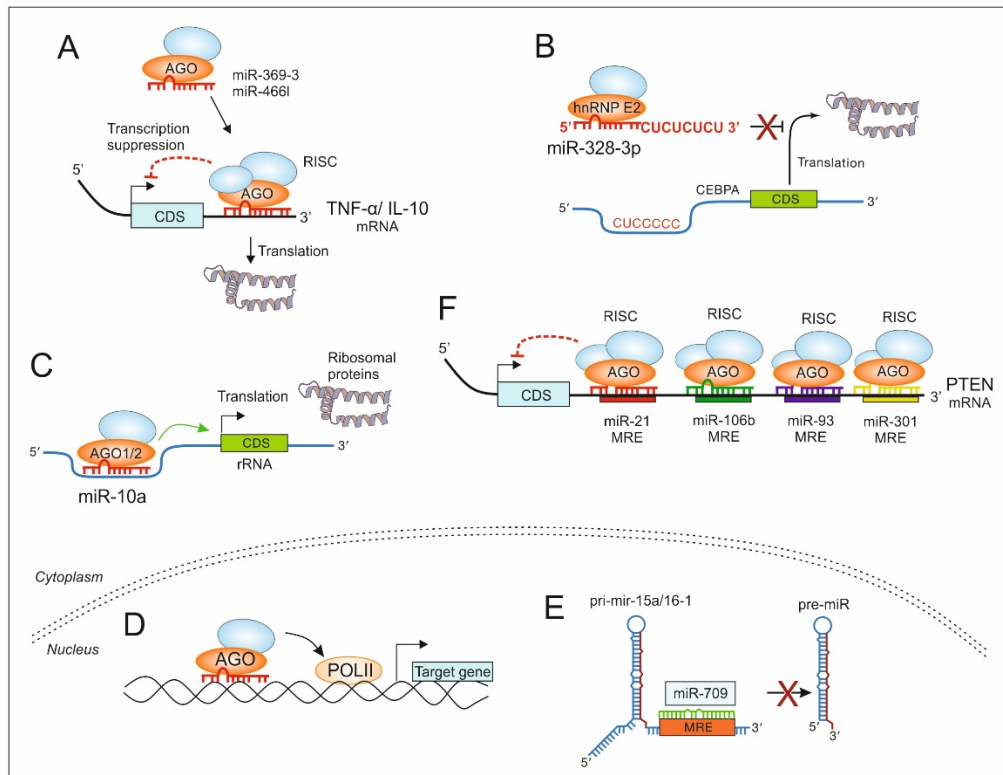 A
AGO
miR-369-3
miR-466l
Transcription
suppression
RISC
5′
AGO
CDS
3’
TNF-α/ IL-10
mRNA
Translation
B
hnRNP E2
5’
CUCUCUCU 3’
miR-328-3p
X
Translation
CEBPA
5′
CUCCCCC
CDS
3′
C
Ribosomal
proteins
Translation
5′
AGO1/2
CDS
3′
rRNA
miR-10a
F
RISC
RISC
RISC
RISC
5′
AGO
AGO
AGO
AGO
CDS
3’
PTEN
mRNA
miR-21
MRE
miR-106b
MRE
miR-93
MRE
miR-301
MRE
Cytoplasm
Nucleus
D
AGO
POLII
Target gene
E
pri-mir-15a/16-1
pre-miR
miR-709
X
MRE
5′
3′
5′
3′